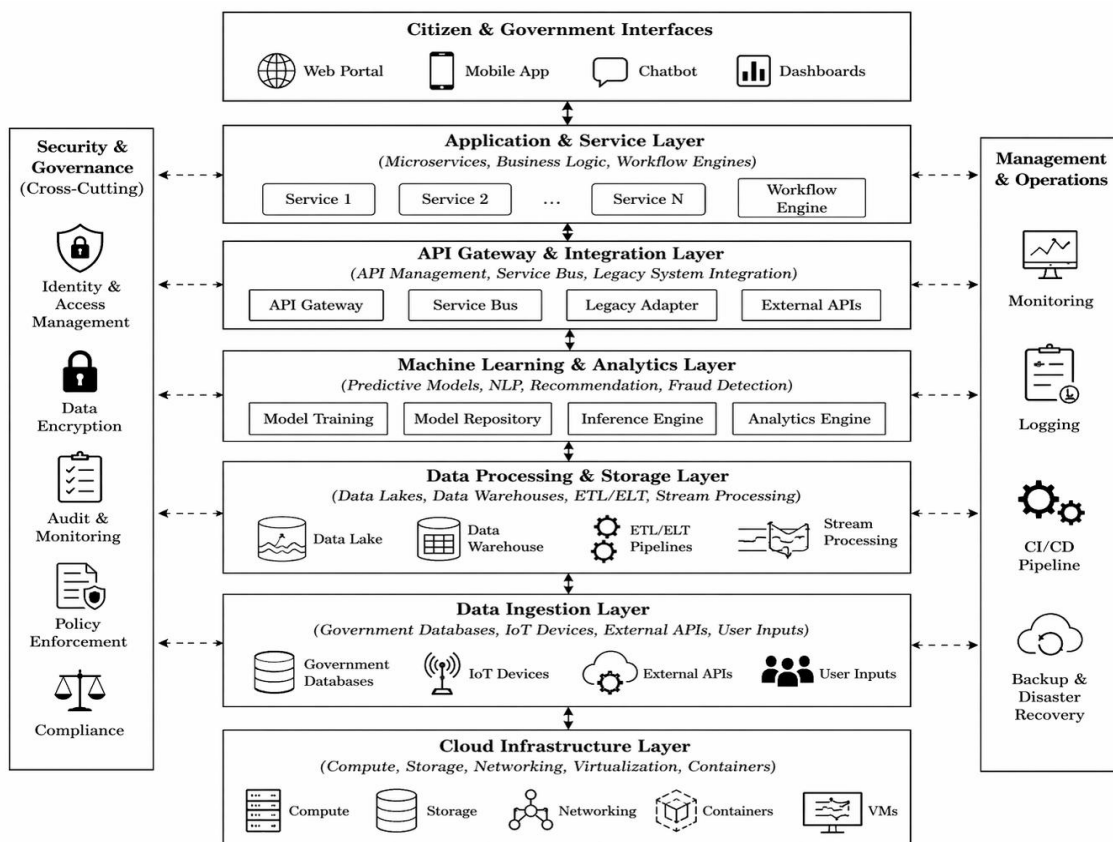 Citizen & Government Interfaces
Web Portal
Mobile App
Chatbot
Dashboards
Security &
Governance
(Cross-Cutting)
Identity &
Access
Management
Data
Encryption
Audit &
Monitoring
Policy
Enforcement
Compliance
Application & Service Layer
(Microservices, Business Logic, Workflow Engines)
Service 1
Service 2
...
Service N
Workflow
Engine
API Gateway & Integration Layer
(API Management, Service Bus, Legacy System Integration)
API Gateway
Service Bus
Legacy Adapter
External APIs
Machine Learning & Analytics Layer
(Predictive Models, NLP, Recommendation, Fraud Detection)
Model Training
Model Repository
Inference Engine
Analytics Engine
Data Processing & Storage Layer
(Data Lakes, Data Warehouses, ETL/ELT, Stream Processing)
Data Lake
Data
Warehouse
ETL/ELT
Pipelines
Stream
Processing
Data Ingestion Layer
(Government Databases, IoT Devices, External APIs, User Inputs)
Government
Databases
IoT Devices
External APIs
User Inputs
Cloud Infrastructure Layer
(Compute, Storage, Networking, Virtualization, Containers)
Compute
Storage
Networking
Containers
VMs
Management
& Operations
Monitoring
Logging
CI/CD
Pipeline
Backup &
Disaster
Recovery